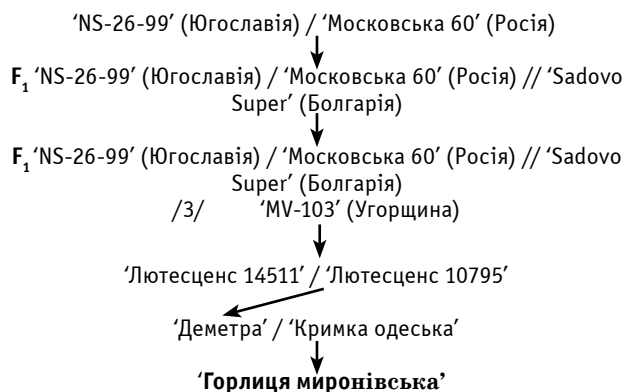 ‘NS-26-99’ (Югославія) / ‘Московська 60’ (Росія)
F₁ ‘NS-26-99’ (Югославія) / ‘Московська 60’ (Росія) // ‘Sadovo
Super’ (Болгарія)
F₁ ‘NS-26-99’ (Югославія) / ‘Московська 60’ (Росія) // ‘Sadovo
Super’ (Болгарія)
/3/ ‘MV-103’ (Угорщина)
‘Лютесценс 14511’ / ‘Лютесценс 10795’
‘Деметра’ / ‘Кримка одеська’
‘Горлиця миронівська’